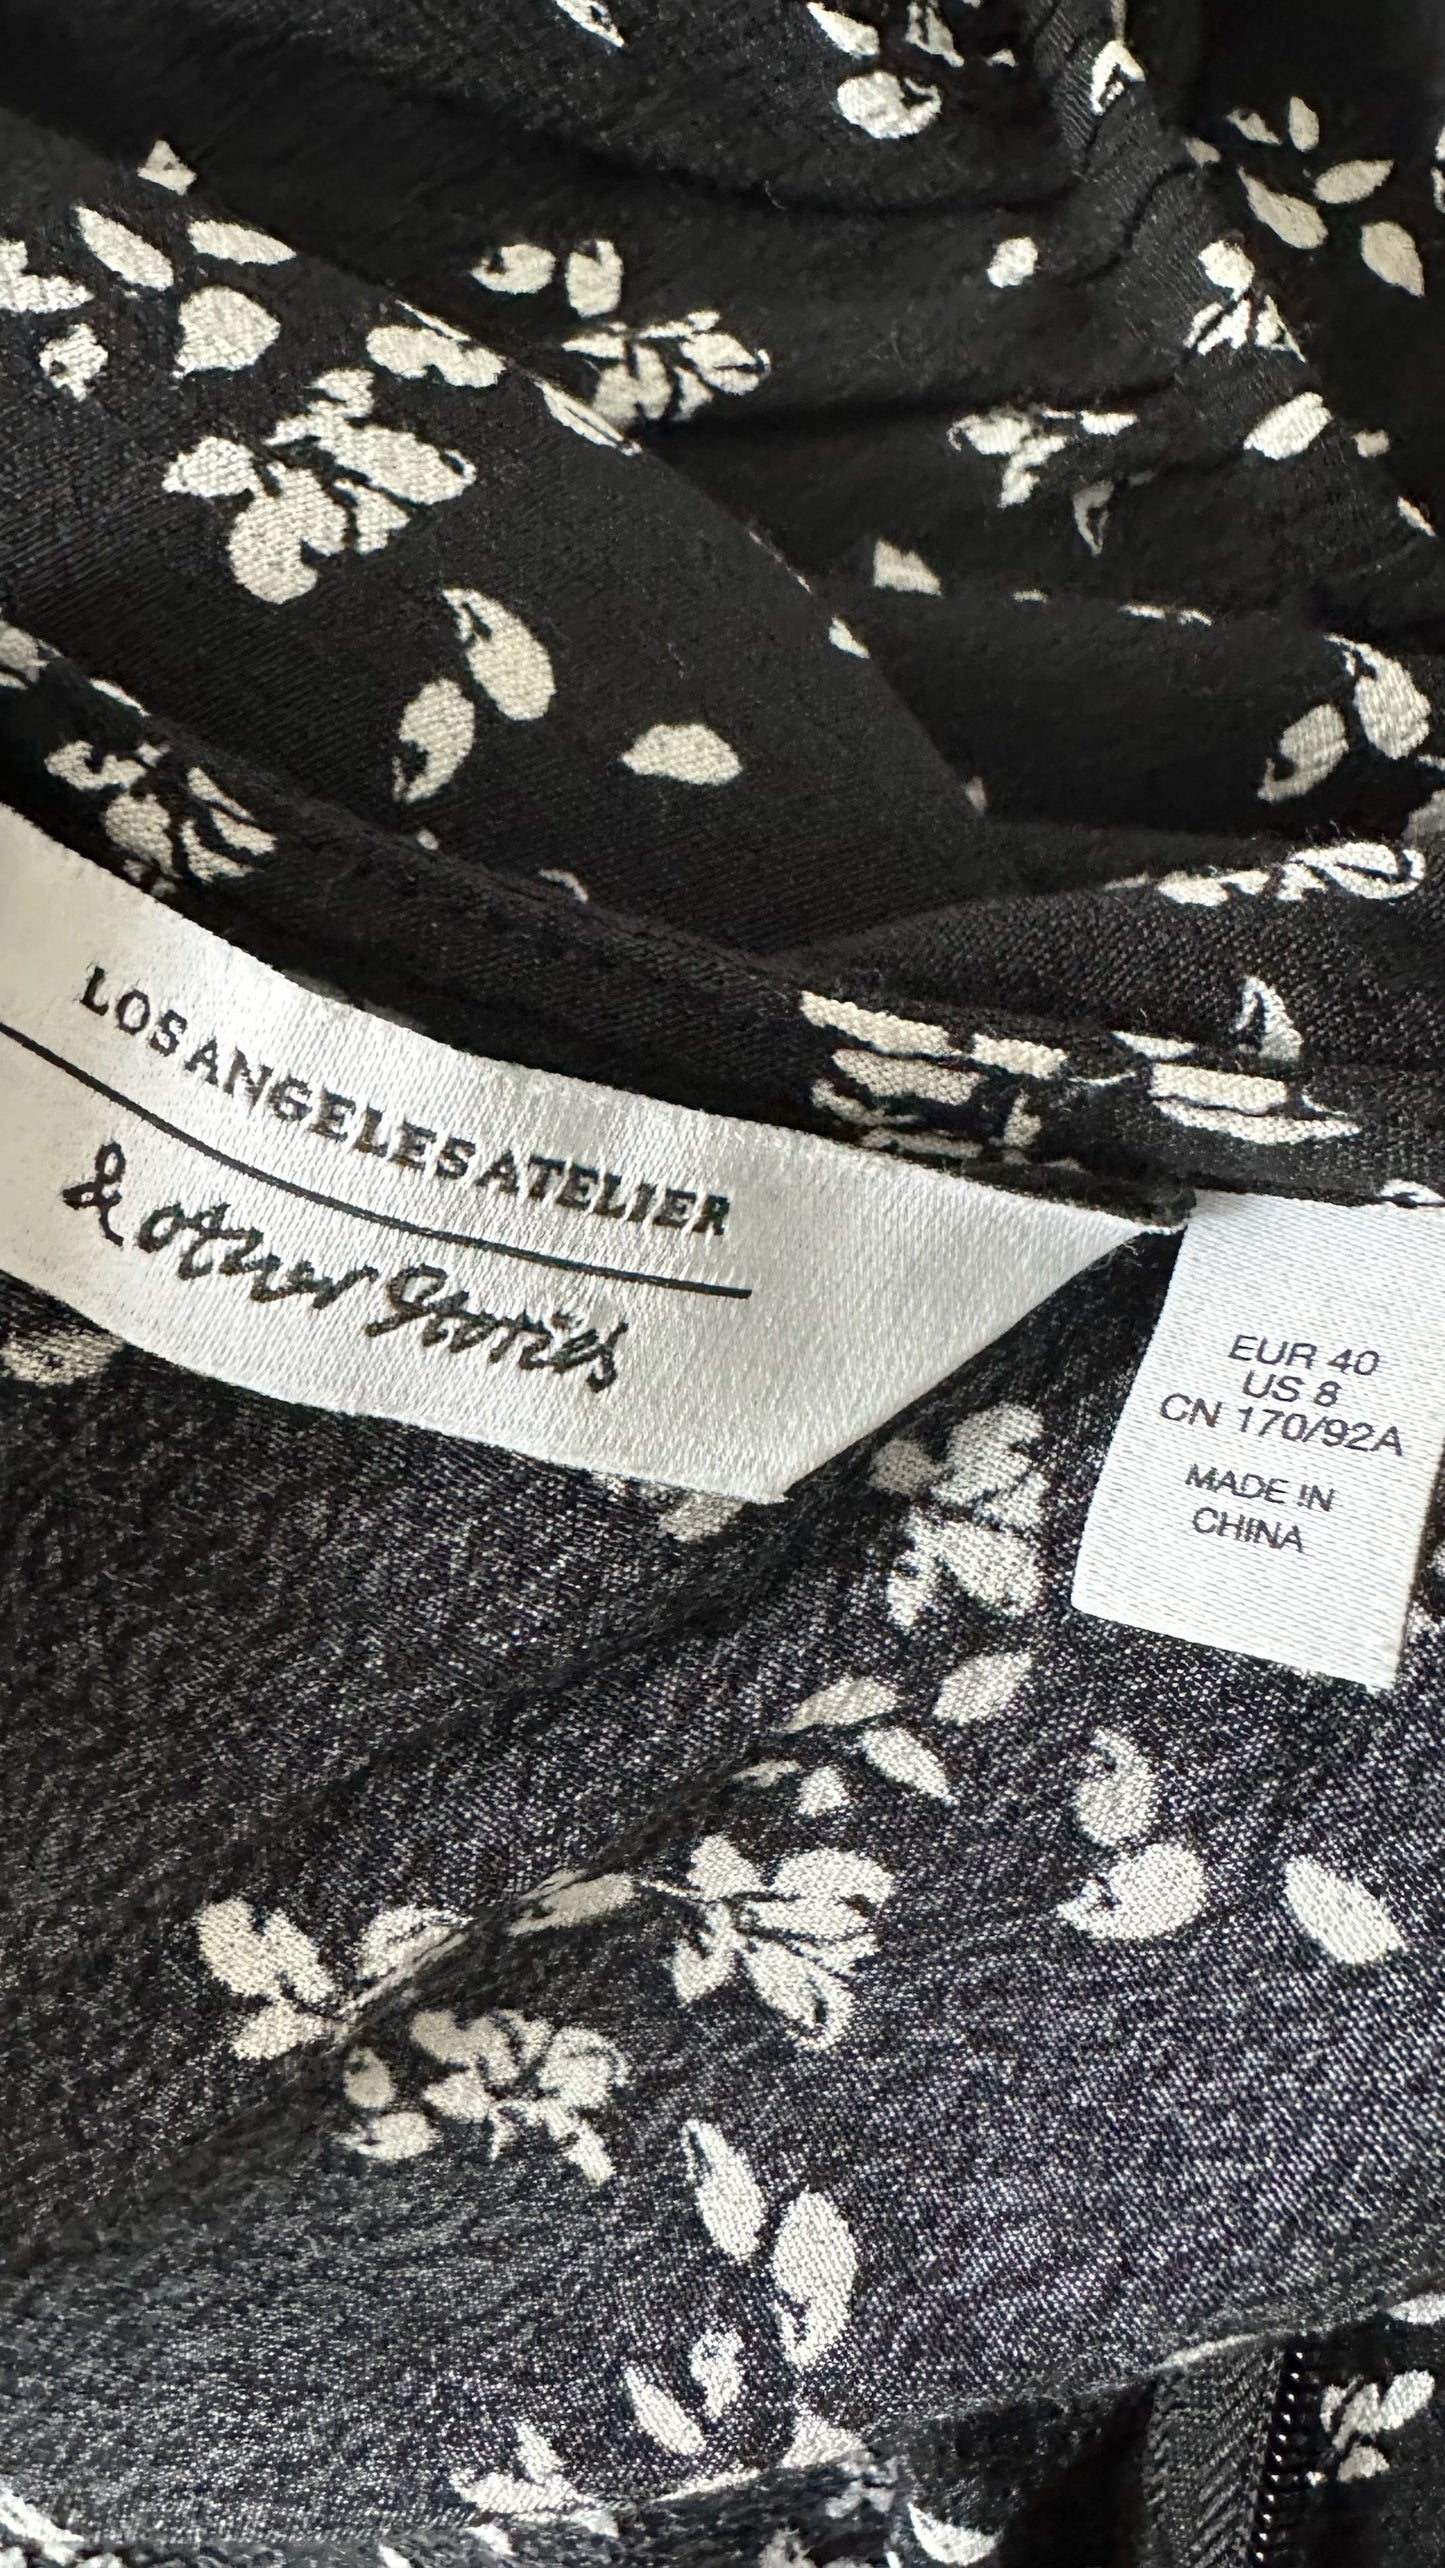 LOS ANGELES ATELIER
& other Stories
EUR 40
US 8
CN 170/92A
MADE IN
CHINA